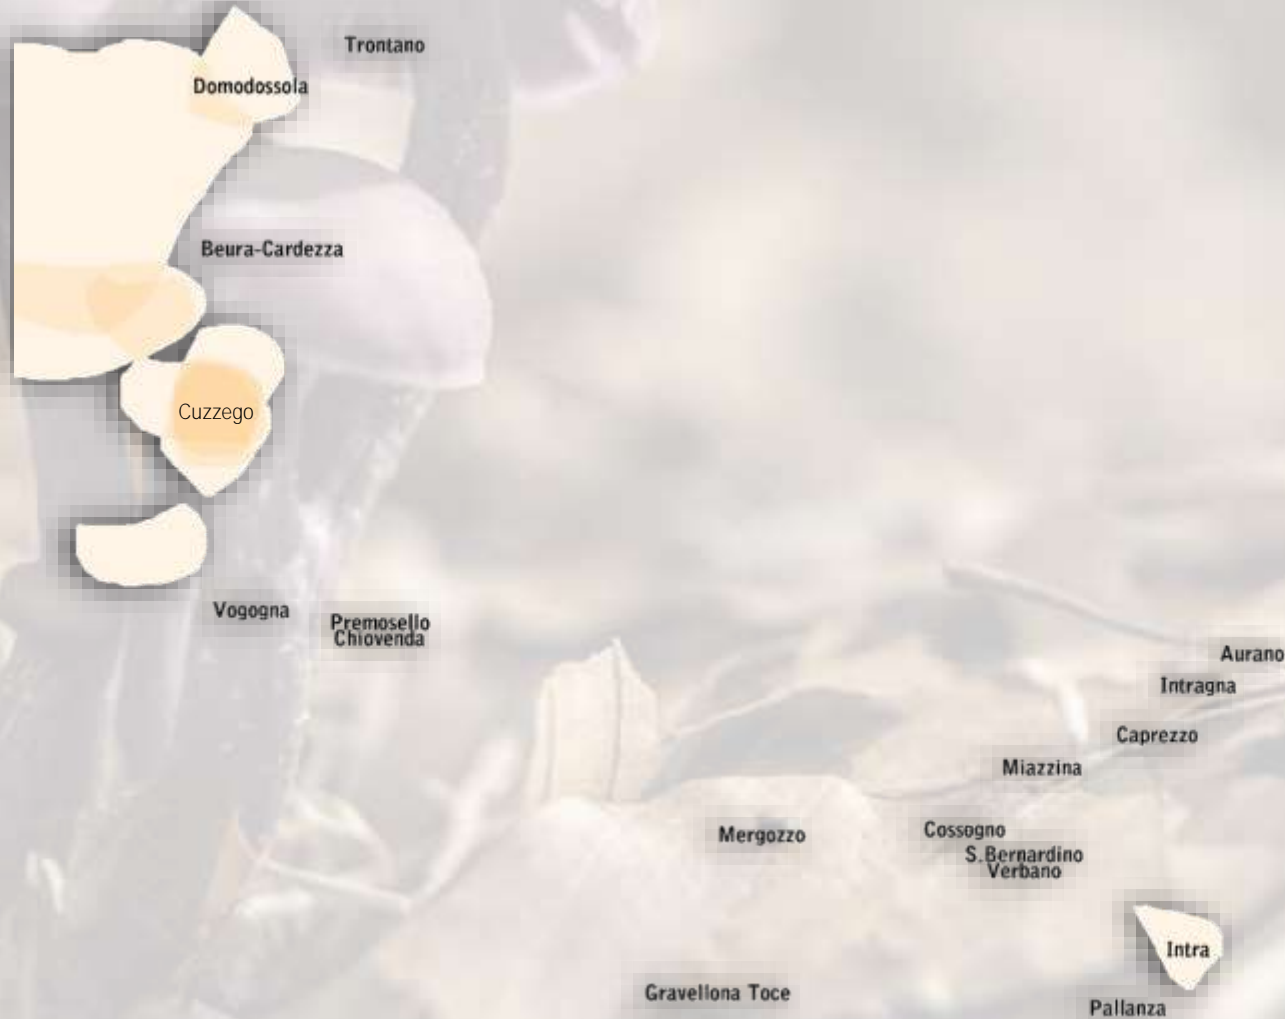 Trontano
Domodossola
Beura-Cardezza
Cuzzego
Vogogna
Premosello
Chiovenda
Aurano
Intragna
Caprezzo
Miazzina
Mergozzo
Cossogno
S.Bernardino
Verbano
Intra
Gravellona Toce
Pallanza